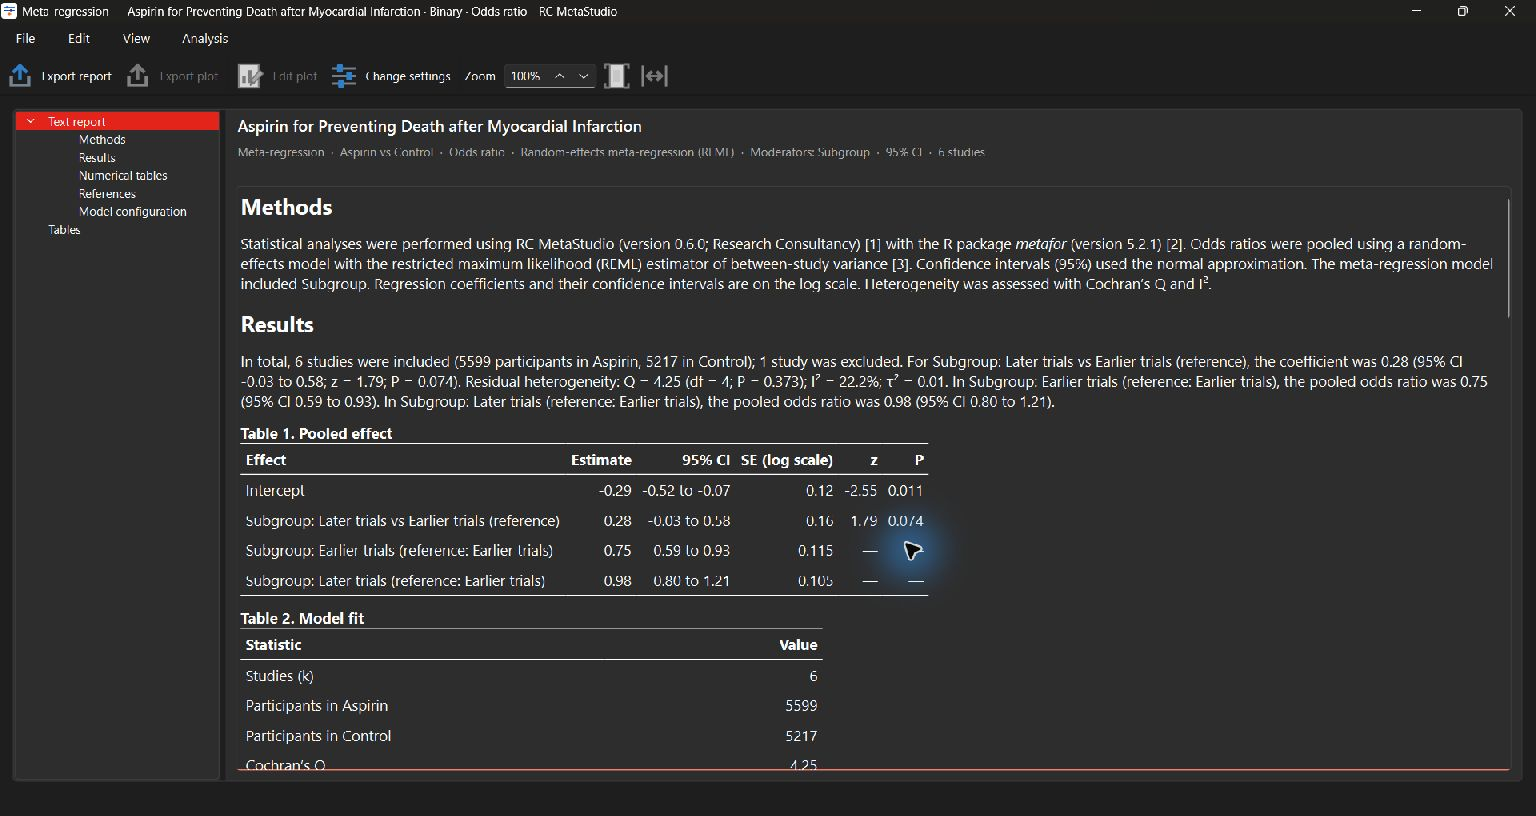 Meta regression   Aspirin for Preventing Death after Myocardial Infarction - Binary - Odds ratio   RC MetaStudio
File Edit View Analysis
Export report Export plot Edit plot Change settings Zoom 100%
Text report
Methods
Results
Numerical tables
References
Model configuration
Tables
Aspirin for Preventing Death after Myocardial Infarction
Meta-regression · Aspirin vs Control · Odds ratio · Random-effects meta-regression (REML) · Moderators: Subgroup · 95% CI · 6 studies
Methods
Statistical analyses were performed using RC MetaStudio (version 0.6.0; Research Consultancy) [1] with the R package metafor (version 5.2.1) [2]. Odds ratios were pooled using a random-
effects model with the restricted maximum likelihood (REML) estimator of between-study variance [3]. Confidence intervals (95%) used the normal approximation. The meta-regression model
included Subgroup. Regression coefficients and their confidence intervals are on the log scale. Heterogeneity was assessed with Cochran's Q and I².
Results
In total, 6 studies were included (5599 participants in Aspirin, 5217 in Control); 1 study was excluded. For Subgroup: Later trials vs Earlier trials (reference), the coefficient was 0.28 (95% CI
-0.03 to 0.58; z = 1.79; P = 0.074). Residual heterogeneity: Q = 4.25 (df = 4; P = 0.373); I² = 22.2%; τ² = 0.01. In Subgroup: Earlier trials (reference: Earlier trials), the pooled odds ratio was 0.75
(95% CI 0.59 to 0.93). In Subgroup: Later trials (reference: Earlier trials), the pooled odds ratio was 0.98 (95% CI 0.80 to 1.21).
Table 1. Pooled effect
Effect Estimate 95% CI SE (log scale) z P
Intercept -0.29 -0.52 to -0.07 0.12 -2.55 0.011
Subgroup: Later trials vs Earlier trials (reference) 0.28 -0.03 to 0.58 0.16 1.79 0.074
Subgroup: Earlier trials (reference: Earlier trials) 0.75 0.59 to 0.93 0.115 — —
Subgroup: Later trials (reference: Earlier trials) 0.98 0.80 to 1.21 0.105 — —
Table 2. Model fit
Statistic Value
Studies (k) 6
Participants in Aspirin 5599
Participants in Control 5217
Cochran's Q 4.25